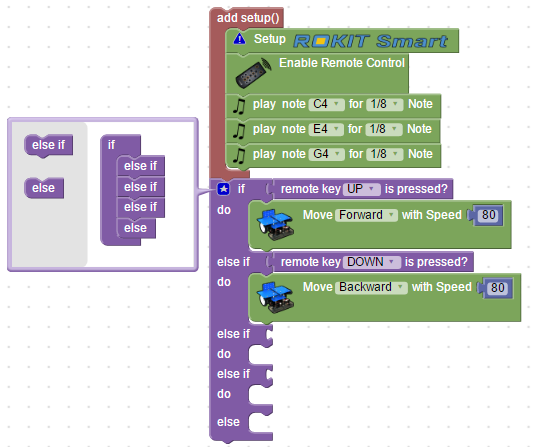 add setup()
Setup ROKIT Smart
Enable Remote Control
play note C4 for 1/8 Note
play note E4 for 1/8 Note
play note G4 for 1/8 Note
else if
else
if
else if
else if
else if
else
if remote key UP is pressed?
do Move Forward with Speed 80
else if remote key DOWN is pressed?
do Move Backward with Speed 80
else if
do
else if
do
else